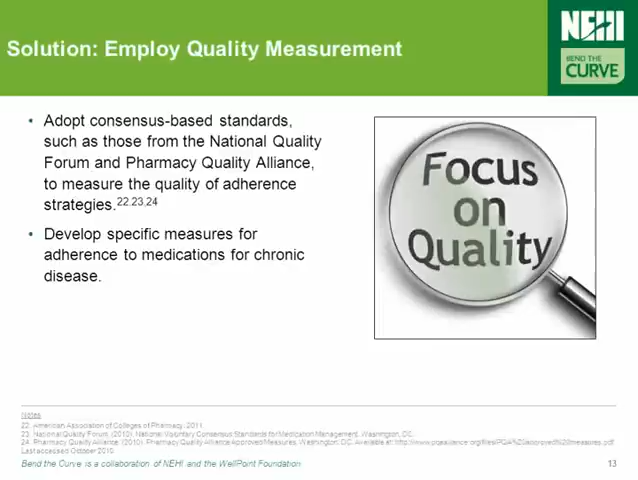 Solution: Employ Quality Measurement
NEHI
BEND THE
CURVE
• Adopt consensus-based standards,
such as those from the National Quality
Forum and Pharmacy Quality Alliance,
to measure the quality of adherence
strategies.22,23,24
• Develop specific measures for
adherence to medications for chronic
disease.
Focus
on
Quality
Notes
22. American Association of Colleges of Pharmacy, 2011.
23. National Quality Forum. (2010). National Voluntary Consensus Standards for Medication Management, Washington, DC.
24. Pharmacy Quality Alliance. (2010). Pharmacy Quality Alliance Approved Measures, Washington, DC. Available at: http://www.pqaalliance.org/files/PQA%20approved%20measures.pdf
Last accessed October 2010.
Bend the Curve is a collaboration of NEHI and the WellPoint Foundation
13